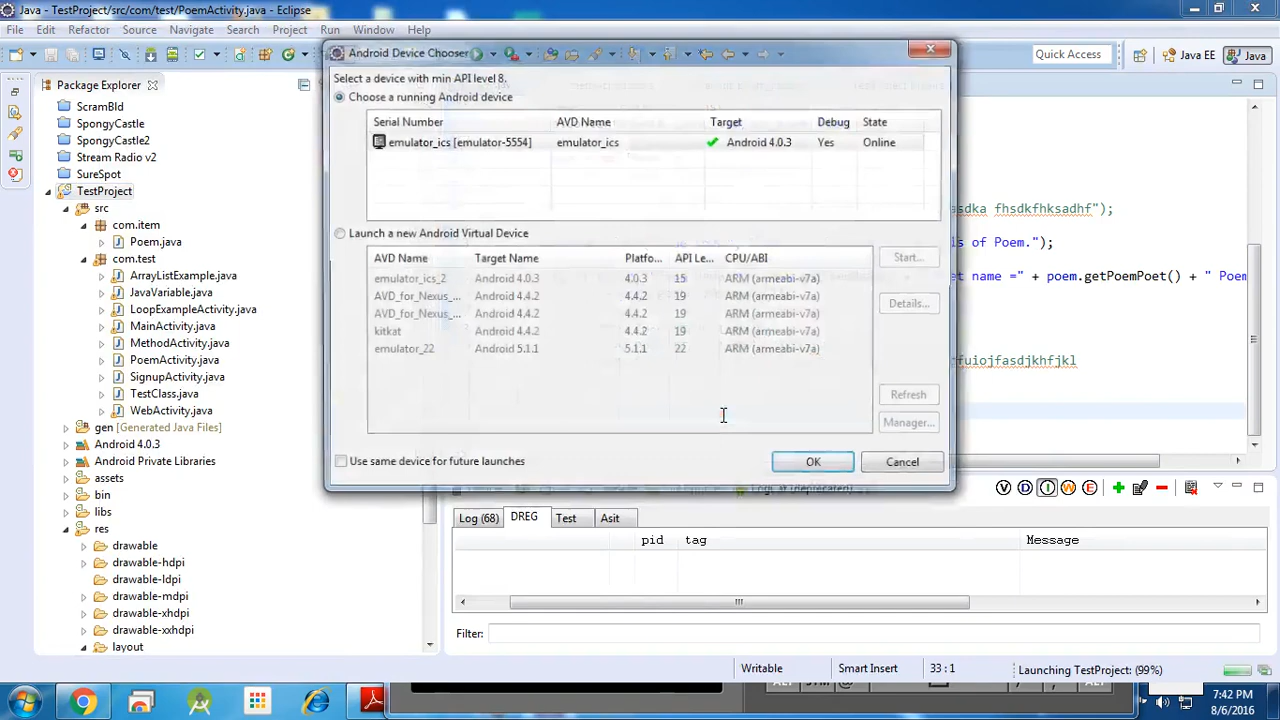 Java - TestProject/src/com/test/PoemActivity.java - Eclipse
File Edit Refactor Source Navigate Search Project Run Window Help
Quick Access
Java EE
Java
Package Explorer
ScramBld
SpongyCastle
SpongyCastle2
Stream Radio v2
SureSpot
TestProject
src
com.item
Poem.java
com.test
ArrayListExample.java
JavaVariable.java
LoopExampleActivity.java
MainActivity.java
MethodActivity.java
PoemActivity.java
SignupActivity.java
TestClass.java
WebActivity.java
gen [Generated Java Files]
Android 4.0.3
Android Private Libraries
assets
bin
libs
res
drawable
drawable-hdpi
drawable-ldpi
drawable-mdpi
drawable-xhdpi
drawable-xxhdpi
layout
Android Device Chooser
Select a device with min API level 8.
Choose a running Android device
Serial Number AVD Name Target Debug State
emulator_ics [emulator-5554] emulator_ics Android 4.0.3 Yes Online
Launch a new Android Virtual Device
AVD Name Target Name Platfo... API Le... CPU/ABI
emulator_ics_2 Android 4.0.3 4.0.3 15 ARM (armeabi-v7a)
AVD_for_Nexus_... Android 4.4.2 4.4.2 19 ARM (armeabi-v7a)
AVD_for_Nexus_... Android 4.4.2 4.4.2 19 ARM (armeabi-v7a)
kitkat Android 4.4.2 4.4.2 19 ARM (armeabi-v7a)
emulator_22 Android 5.1.1 5.1.1 22 ARM (armeabi-v7a)
Start...
Details...
Refresh
Manager...
Use same device for future launches
OK
Cancel
asdka fhsdkfhksadhf");
is of Poem.");
et name =" + poem.getPoemPoet() + " Poem
rfuiojfasdjkhfjkl
LogCat (deprecated)
V D I W E
Log (68) DREG Test Asit
pid tag Message
Filter:
Writable Smart Insert 33 : 1 Launching TestProject: (99%)
7:42 PM
8/6/2016